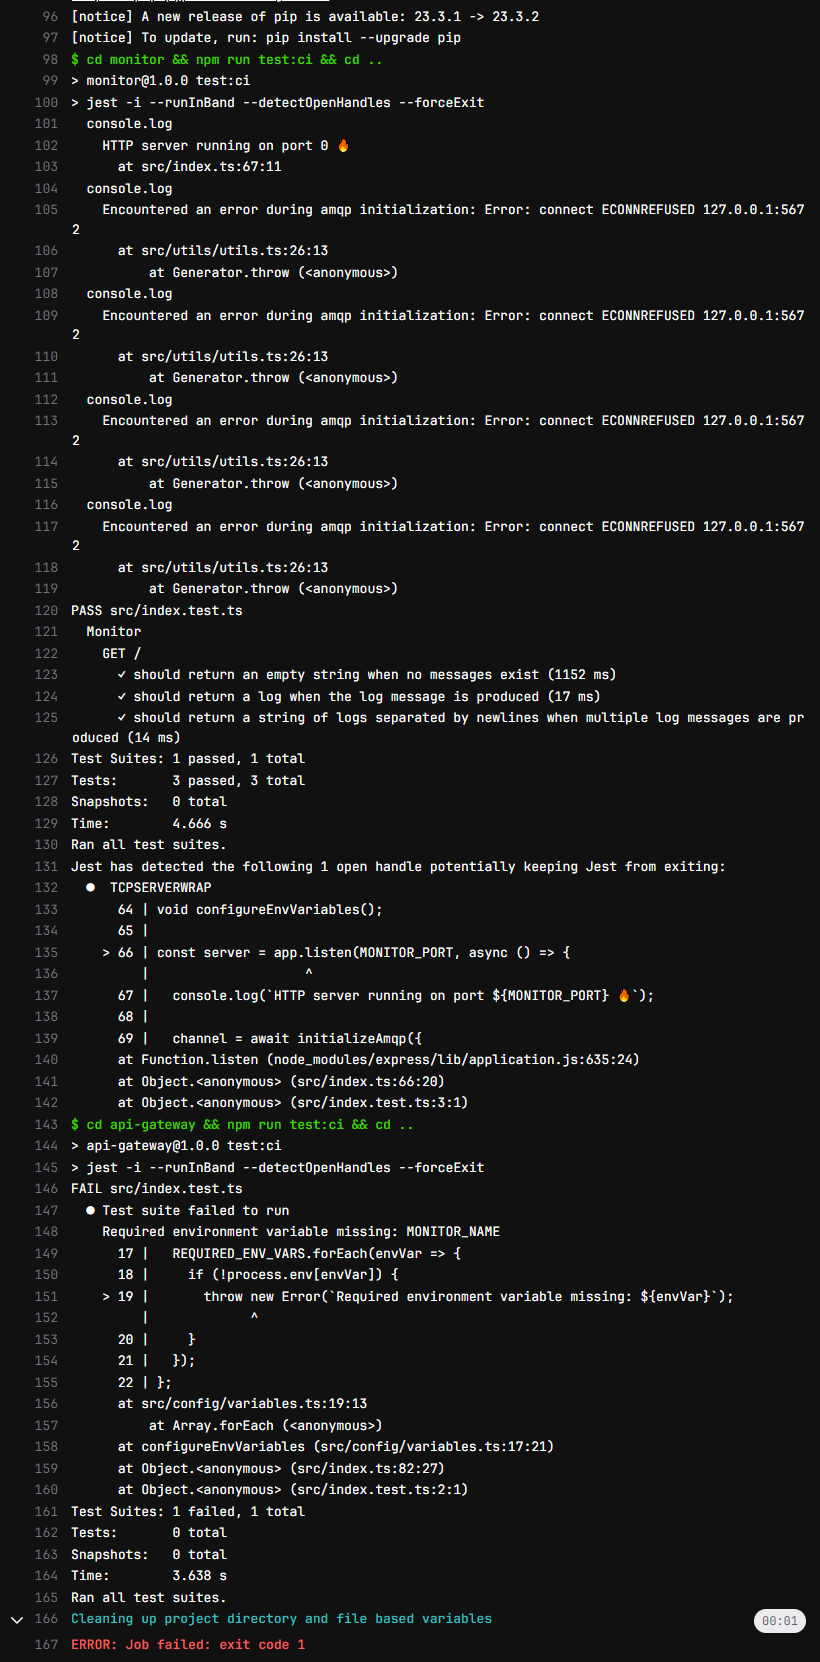 96 [notice] A new release of pip is available: 23.3.1 -> 23.3.2
97 [notice] To update, run: pip install --upgrade pip
98 $ cd monitor && npm run test:ci && cd ..
99 > monitor@1.0.0 test:ci
100 > jest -i --runInBand --detectOpenHandles --forceExit
101   console.log
102     HTTP server running on port 0 🔥
103       at src/index.ts:67:11
104   console.log
105     Encountered an error during amqp initialization: Error: connect ECONNREFUSED 127.0.0.1:567
2
106       at src/utils/utils.ts:26:13
107           at Generator.throw (<anonymous>)
108   console.log
109     Encountered an error during amqp initialization: Error: connect ECONNREFUSED 127.0.0.1:567
2
110       at src/utils/utils.ts:26:13
111           at Generator.throw (<anonymous>)
112   console.log
113     Encountered an error during amqp initialization: Error: connect ECONNREFUSED 127.0.0.1:567
2
114       at src/utils/utils.ts:26:13
115           at Generator.throw (<anonymous>)
116   console.log
117     Encountered an error during amqp initialization: Error: connect ECONNREFUSED 127.0.0.1:567
2
118       at src/utils/utils.ts:26:13
119           at Generator.throw (<anonymous>)
120 PASS src/index.test.ts
121   Monitor
122     GET /
123       ✓ should return an empty string when no messages exist (1152 ms)
124       ✓ should return a log when the log message is produced (17 ms)
125       ✓ should return a string of logs separated by newlines when multiple log messages are pr
oduced (14 ms)
126 Test Suites: 1 passed, 1 total
127 Tests:       3 passed, 3 total
128 Snapshots:   0 total
129 Time:        4.666 s
130 Ran all test suites.
131 Jest has detected the following 1 open handle potentially keeping Jest from exiting:
132   ●  TCPSERVERWRAP
133       64 | void configureEnvVariables();
134       65 |
135     > 66 | const server = app.listen(MONITOR_PORT, async () => {
136          |                    ^
137       67 |   console.log(`HTTP server running on port ${MONITOR_PORT} 🔥`);
138       68 |
139       69 |   channel = await initializeAmqp({
140       at Function.listen (node_modules/express/lib/application.js:635:24)
141       at Object.<anonymous> (src/index.ts:66:20)
142       at Object.<anonymous> (src/index.test.ts:3:1)
143 $ cd api-gateway && npm run test:ci && cd ..
144 > api-gateway@1.0.0 test:ci
145 > jest -i --runInBand --detectOpenHandles --forceExit
146 FAIL src/index.test.ts
147   ● Test suite failed to run
148     Required environment variable missing: MONITOR_NAME
149       17 |   REQUIRED_ENV_VARS.forEach(envVar => {
150       18 |     if (!process.env[envVar]) {
151     > 19 |       throw new Error(`Required environment variable missing: ${envVar}`);
152          |             ^
153       20 |     }
154       21 |   });
155       22 | };
156       at src/config/variables.ts:19:13
157           at Array.forEach (<anonymous>)
158       at configureEnvVariables (src/config/variables.ts:17:21)
159       at Object.<anonymous> (src/index.ts:82:27)
160       at Object.<anonymous> (src/index.test.ts:2:1)
161 Test Suites: 1 failed, 1 total
162 Tests:       0 total
163 Snapshots:   0 total
164 Time:        3.638 s
165 Ran all test suites.
166 Cleaning up project directory and file based variables 00:01
167 ERROR: Job failed: exit code 1